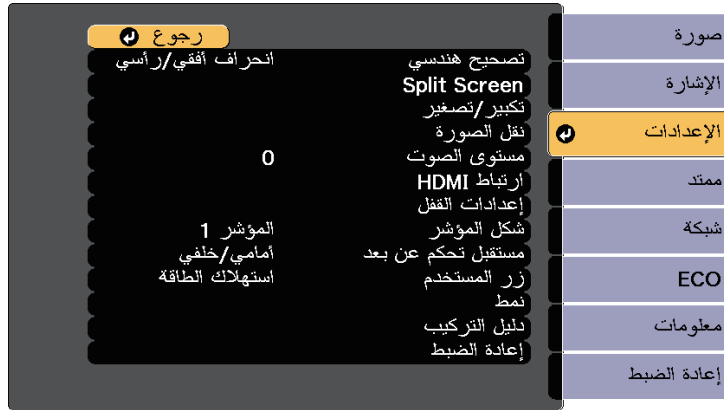 صورة
الإشارة
الإعدادات
ممتد
شبكة
ECO
معلومات
إعادة الضبط
رجوع
تصحيح هندسي انحراف أفقي/رأسي
Split Screen
تكبير/تصغير
نقل الصورة
مستوى الصوت 0
ارتباط HDMI
إعدادات القفل
شكل المؤشر المؤشر 1
مستقبل تحكم عن بعد أمامي/خلفي
زر المستخدم استهلاك الطاقة
نمط
دليل التركيب
إعادة الضبط